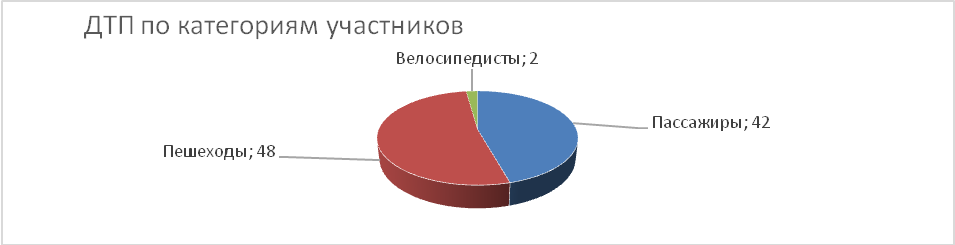 ДТП по категориям участников
Велосипедисты; 2
Пассажиры; 42
Пешеходы; 48